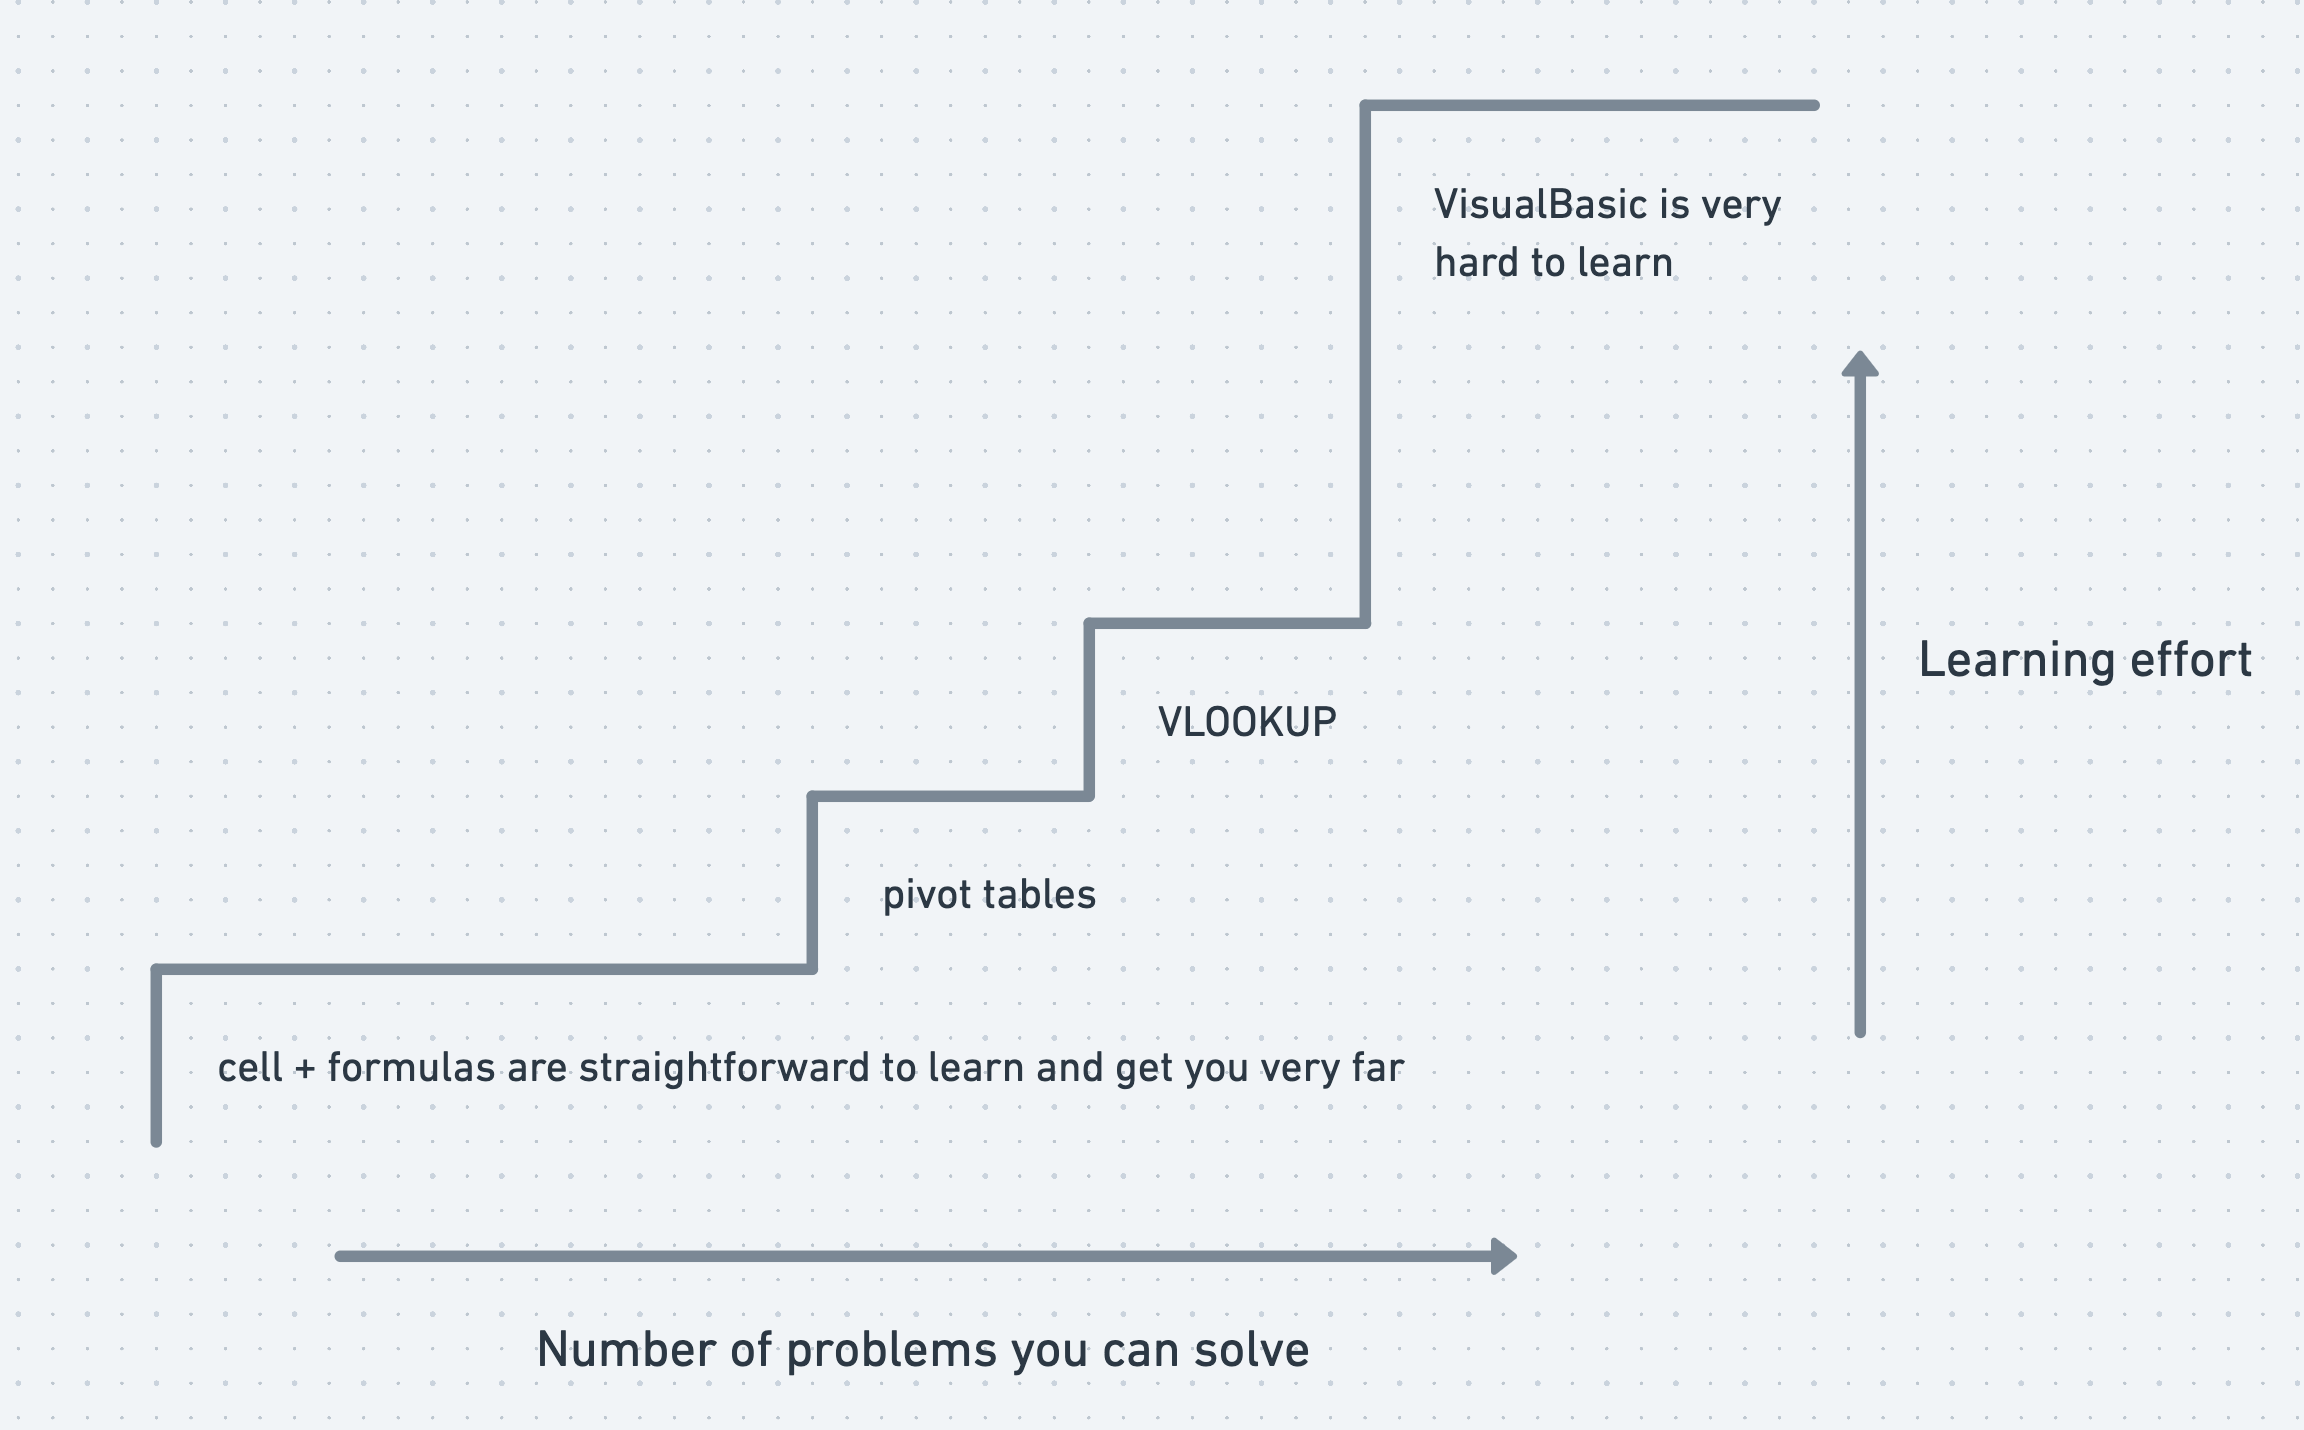 VisualBasic is very
hard to learn
Learning effort
VLOOKUP
pivot tables
cell + formulas are straightforward to learn and get you very far
Number of problems you can solve